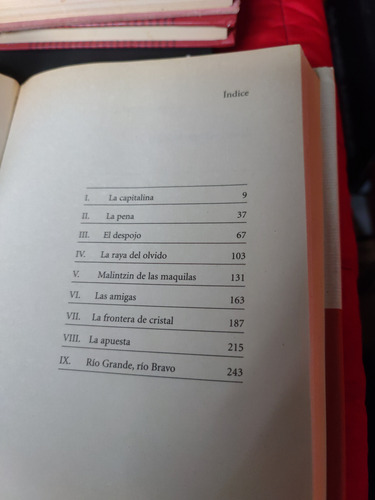 Índice
I. La capitalina 9
II. La pena 37
III. El despojo 67
IV. La raya del olvido 103
V. Malintzin de las maquilas 131
VI. Las amigas 163
VII. La frontera de cristal 187
VIII. La apuesta 215
IX. Río Grande, río Bravo 243